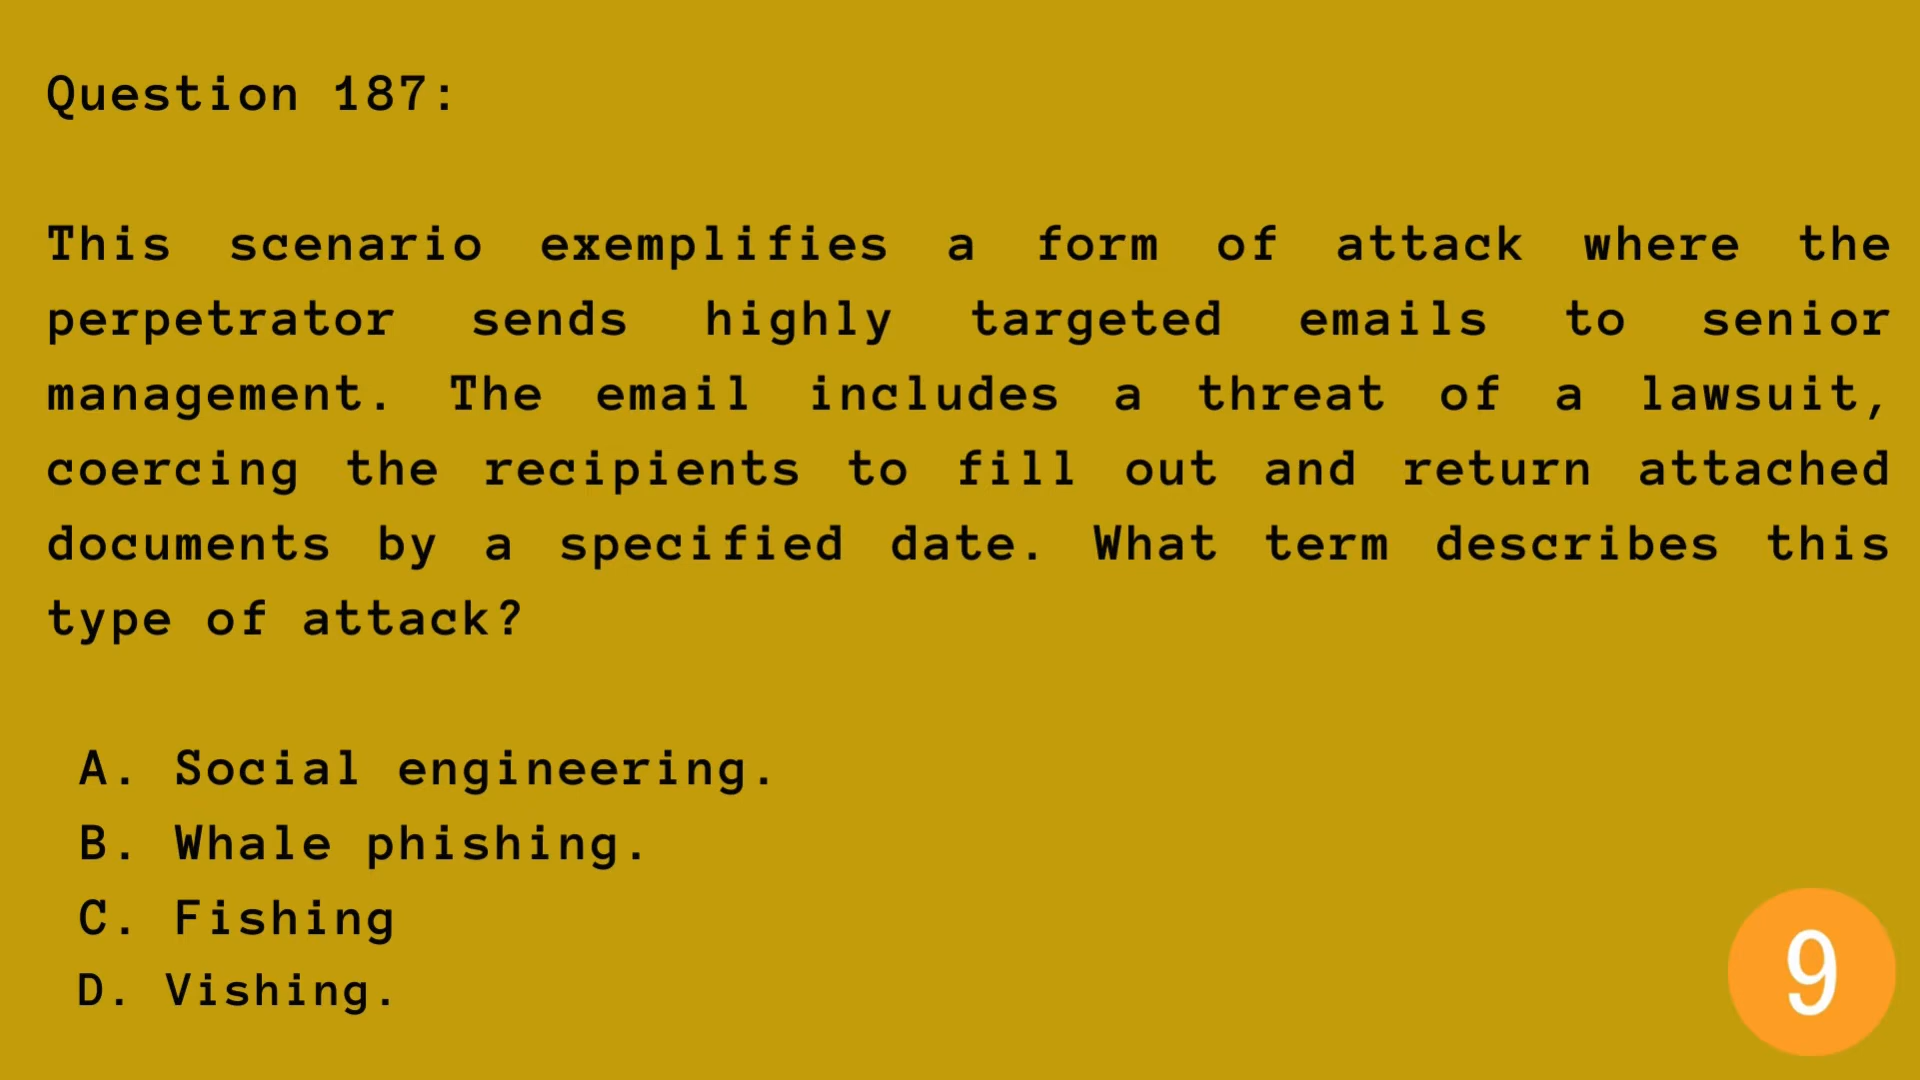 Question 187:
This scenario exemplifies a form of attack where the
perpetrator sends highly targeted emails to senior
management. The email includes a threat of a lawsuit,
coercing the recipients to fill out and return attached
documents by a specified date. What term describes this
type of attack?
A. Social engineering.
B. Whale phishing.
C. Fishing
D. Vishing.
9